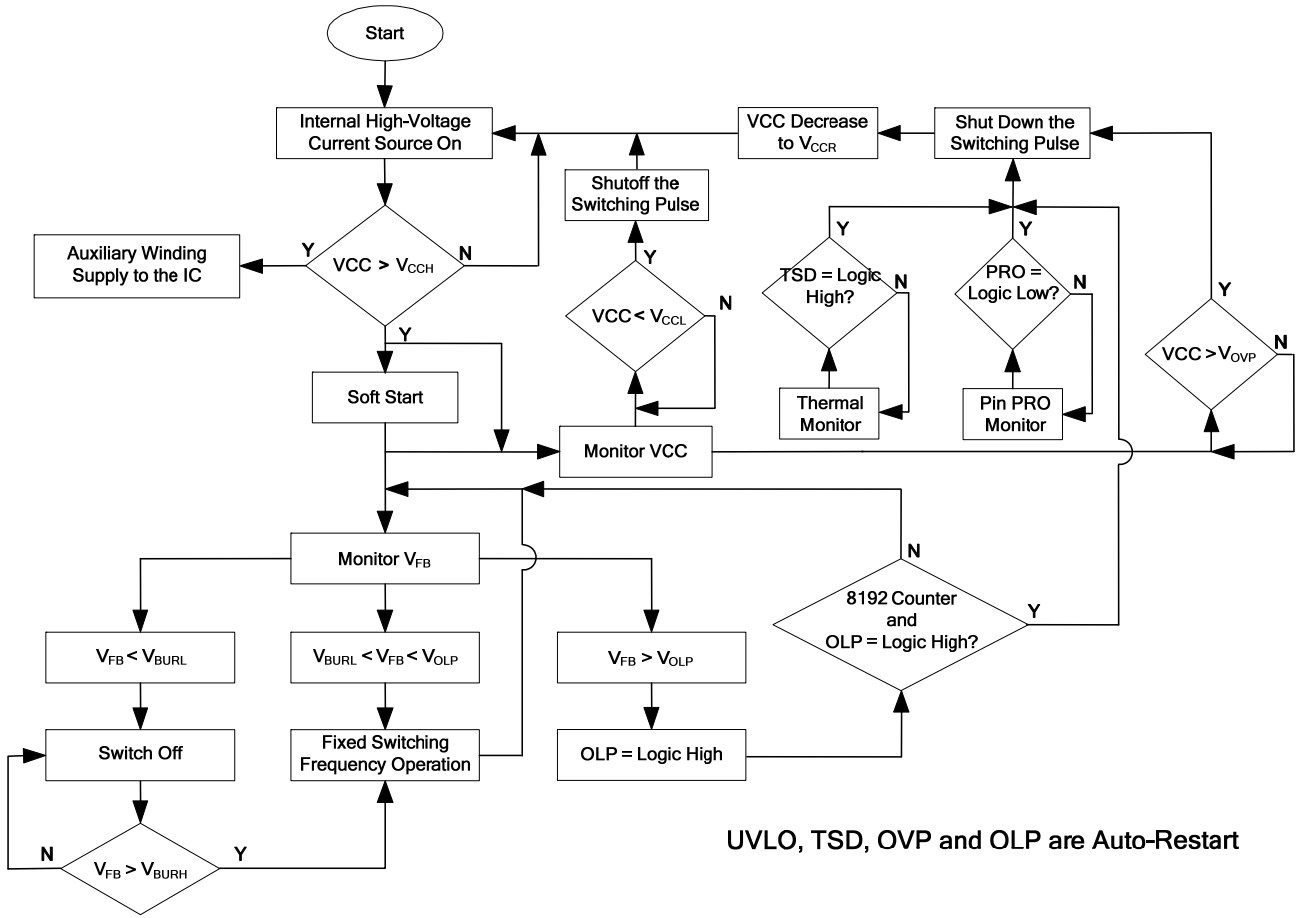 Start
Internal High-Voltage
Current Source On
VCC Decrease
to VCCR
Shut Down the
Switching Pulse
Shutoff the
Switching Pulse
Auxiliary Winding
Supply to the IC
Y
VCC > VCCH
N
Y
Y
VCC < VCCL
N
Y
TSD = Logic
High?
N
Y
PRO =
Logic Low?
N
Y
VCC > VOVP
N
Soft Start
Thermal
Monitor
Pin PRO
Monitor
Monitor VCC
Monitor VFB
N
8192 Counter
and
OLP = Logic High?
Y
VFB < VBURL
VBURL < VFB < VOLP
VFB > VOLP
Switch Off
Fixed Switching
Frequency Operation
OLP = Logic High
N
VFB > VBURH
Y
UVLO, TSD, OVP and OLP are Auto-Restart